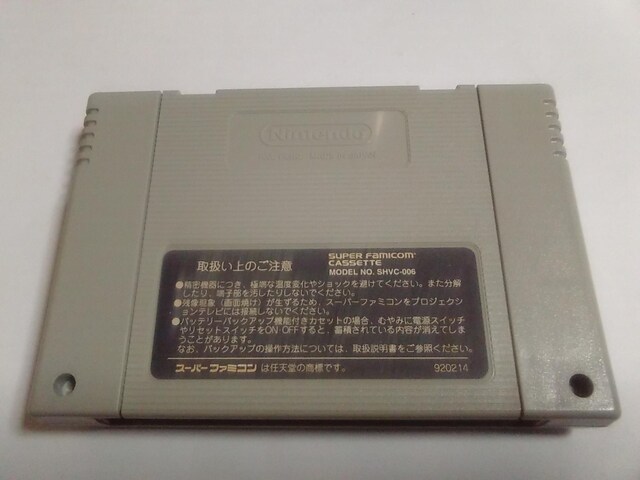 Nintendo
取扱い上のご注意
SUPER FAMICOM
CASSETTE
MODEL NO. SHVC-006
●精密機器につき、極端な温度変化やショックを避けてください。また分解
したり、端子部を汚したりしないでください。
●残像現象（画面焼け）が生ずるため、スーパーファミコンをプロジェクシ
ョンテレビには接続しないでください。
●バッテリーバックアップ機能付きカセットの場合、むやみに電源スイッチ
やリセットスイッチをON OFFすると、蓄積されている内容が消えてしま
うことがあります。
なお、バックアップの操作方法については、取扱説明書をご参照ください。
スーパーファミコン は任天堂の商標です。
920214